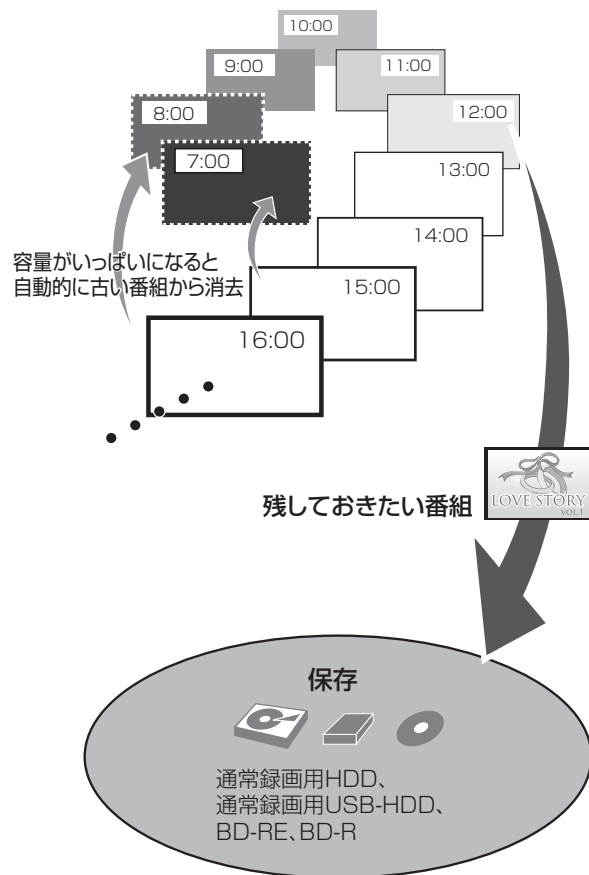 10:00
9:00
11:00
8:00
12:00
7:00
13:00
14:00
容量がいっぱいになると
自動的に古い番組から消去
15:00
16:00
残しておきたい番組
LOVE STORY
VOL.1
保存
通常録画用HDD、
通常録画用USB-HDD、
BD-RE、BD-R